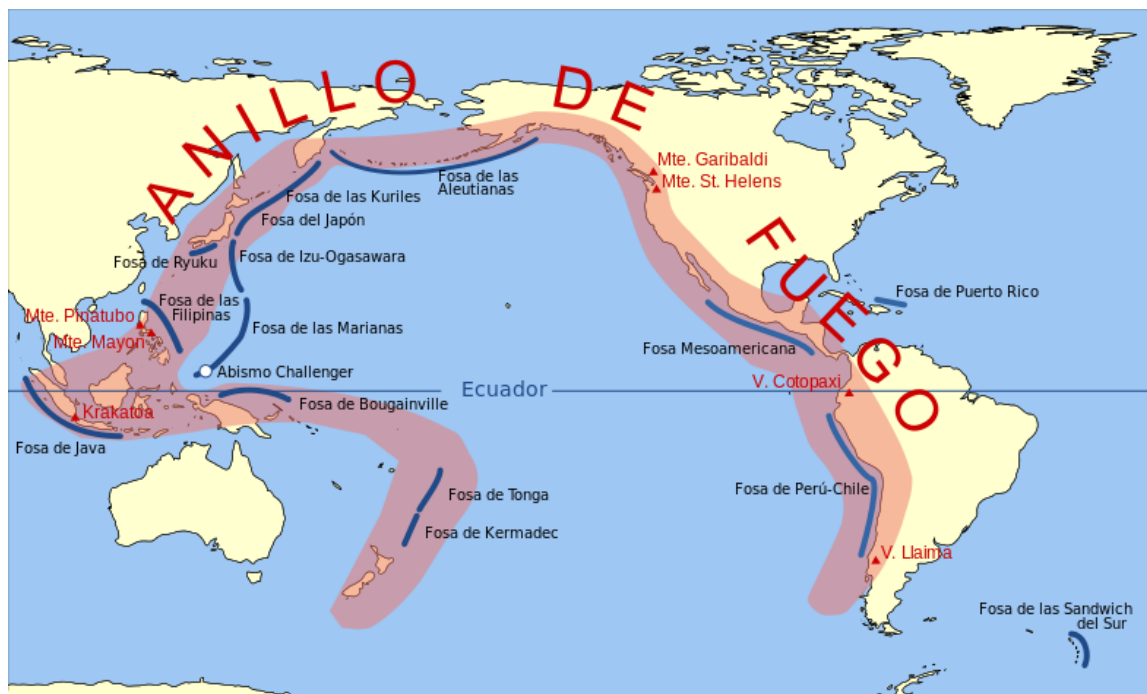 ANILLO DE FUEGO
Mte. Garibaldi
Mte. St. Helens
Fosa de las
Aleutianas
Fosa de las Kuriles
Fosa del Japón
Fosa de Izu-Ogasawara
Fosa de Ryuku
Fosa de las
Filipinas
Mte. Pinatubo
Mte. Mayon
Fosa de las Marianas
Abismo Challenger
Fosa de Puerto Rico
Fosa Mesoamericana
Ecuador
V. Cotopaxi
Fosa de Bougainville
Krakatoa
Fosa de Java
Fosa de Tonga
Fosa de Kermadec
Fosa de Perú-Chile
V. Llaima
Fosa de las Sandwich
del Sur